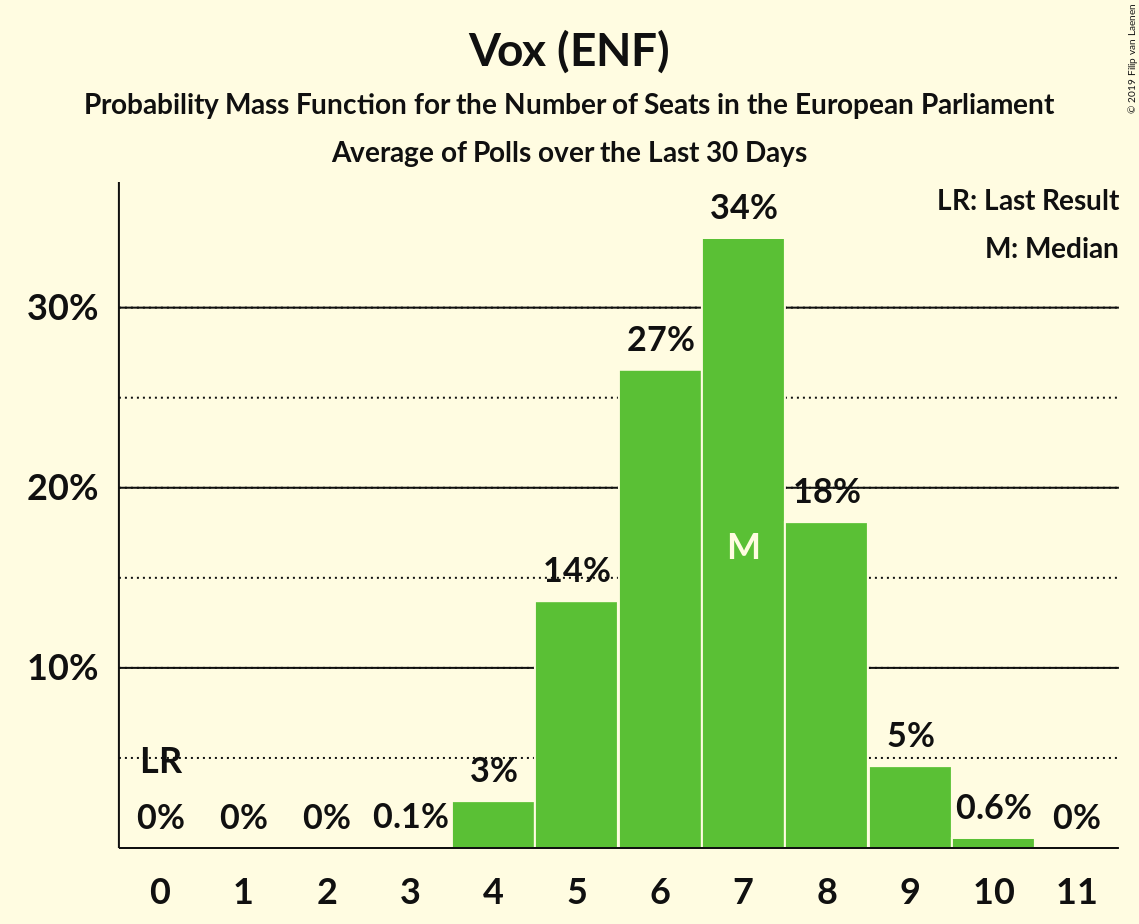 Vox (ENF)
Probability Mass Function for the Number of Seats in the European Parliament
Average of Polls over the Last 30 Days
© 2019 Filip van Laenen
LR: Last Result
M: Median
34%
30%
27%
20%
18%
M
14%
10%
5%
LR
3%
0%
0%
0%
0.1%
0.6%
0%
0 1 2 3 4 5 6 7 8 9 10 11